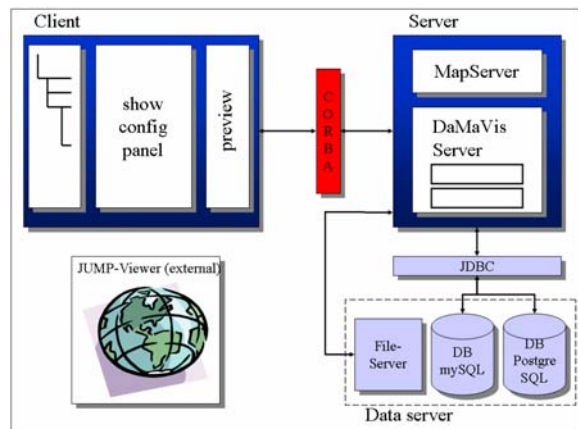 Client
Server
show
config
panel
preview
CORBA
MapServer
DaMaVis
Server
JDBC
JUMP-Viewer (external)
File-
Server
DB
mySQL
DB
Postgre
SQL
Data server